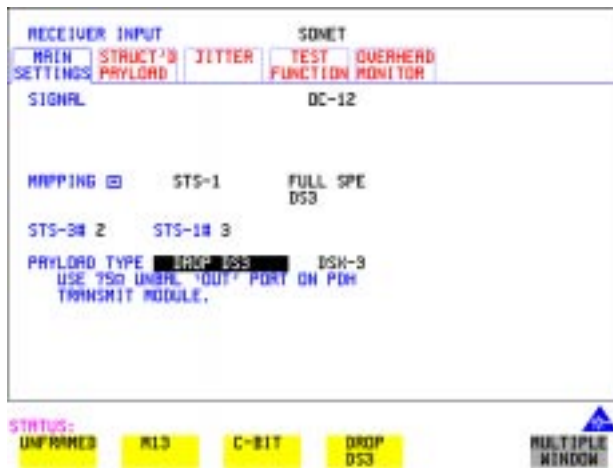 RECEIVER INPUT SONET
MAIN SETTINGS STRUCT'D PAYLOAD JITTER TEST FUNCTION OVERHEAD MONITOR
SIGNAL OC-12
MAPPING STS-1 FULL SPE
DS3
STS-3# 2 STS-1# 3
PAYLOAD TYPE DROP DS3 DSX-3
USE 75Ω UNBAL 'OUT' PORT ON PDH
TRANSMIT MODULE.
STATUS:
UNFRAMED M13 C-BIT DROP DS3 MULTIPLE WINDOW